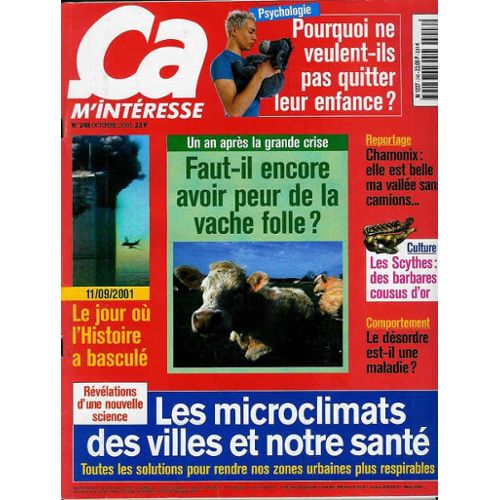 Ça
M'INTÉRESSE
N° 248 OCTOBRE 2001 23 F
Psychologie
Pourquoi ne
veulent-ils
pas quitter
leur enfance ?
Un an après la grande crise
Faut-il encore
avoir peur de la
vache folle ?
Reportage
Chamonix :
elle est belle
ma vallée sans
camions...
Culture
Les Scythes :
des barbares
cousus d'or
Comportement
Le désordre
est-il une
maladie ?
11/09/2001
Le jour où
l'Histoire
a basculé
Révélations
d'une nouvelle
science
Les microclimats
des villes et notre santé
Toutes les solutions pour rendre nos zones urbaines plus respirables